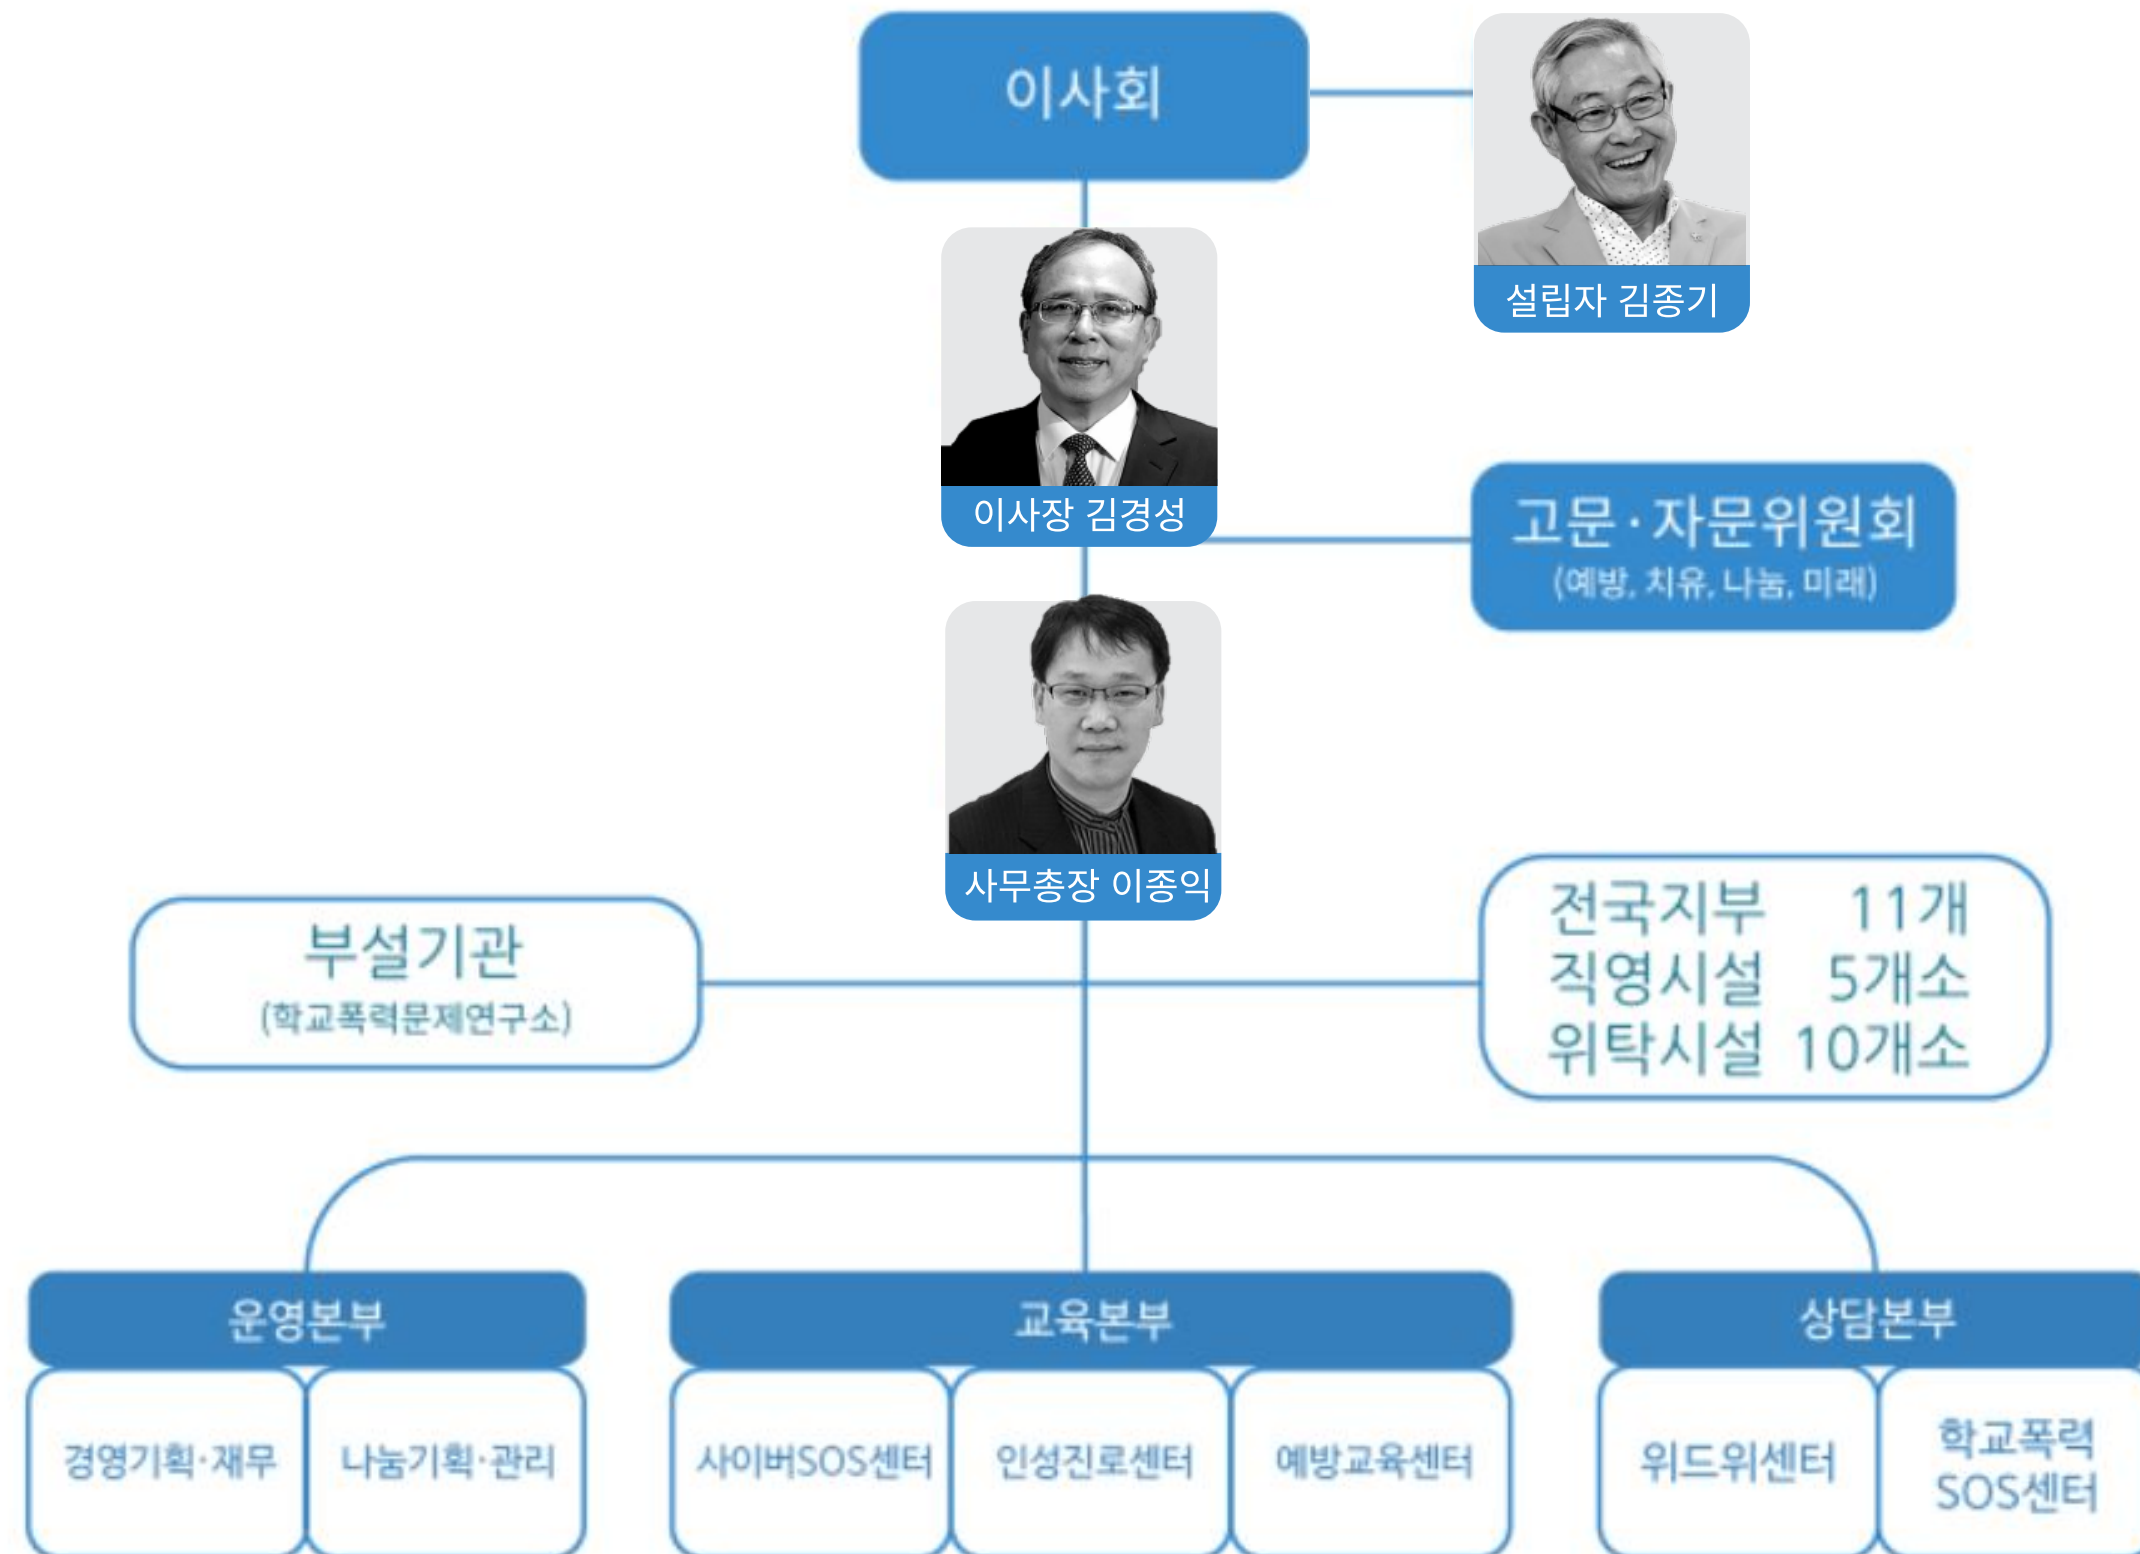 이사회
설립자 김종기
이사장 김경성
고문·자문위원회
(예방, 치유, 나눔, 미래)
사무총장 이종익
부설기관
(학교폭력문제연구소)
전국지부 11개
직영시설 5개소
위탁시설 10개소
운영본부
경영기획·재무
나눔기획·관리
교육본부
사이버SOS센터
인성진로센터
예방교육센터
상담본부
위드위센터
학교폭력
SOS센터